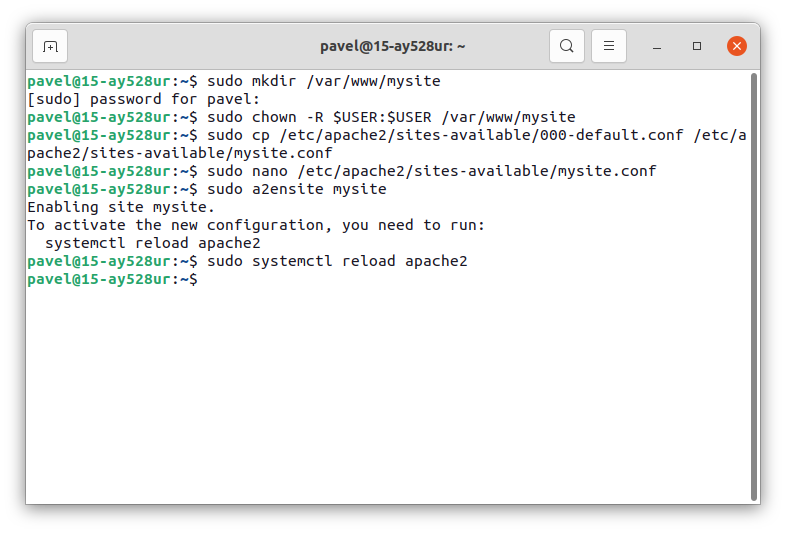 pavel@15-ay528ur: ~
pavel@15-ay528ur:~$ sudo mkdir /var/www/mysite
[sudo] password for pavel:
pavel@15-ay528ur:~$ sudo chown -R $USER:$USER /var/www/mysite
pavel@15-ay528ur:~$ sudo cp /etc/apache2/sites-available/000-default.conf /etc/a
pache2/sites-available/mysite.conf
pavel@15-ay528ur:~$ sudo nano /etc/apache2/sites-available/mysite.conf
pavel@15-ay528ur:~$ sudo a2ensite mysite
Enabling site mysite.
To activate the new configuration, you need to run:
  systemctl reload apache2
pavel@15-ay528ur:~$ sudo systemctl reload apache2
pavel@15-ay528ur:~$